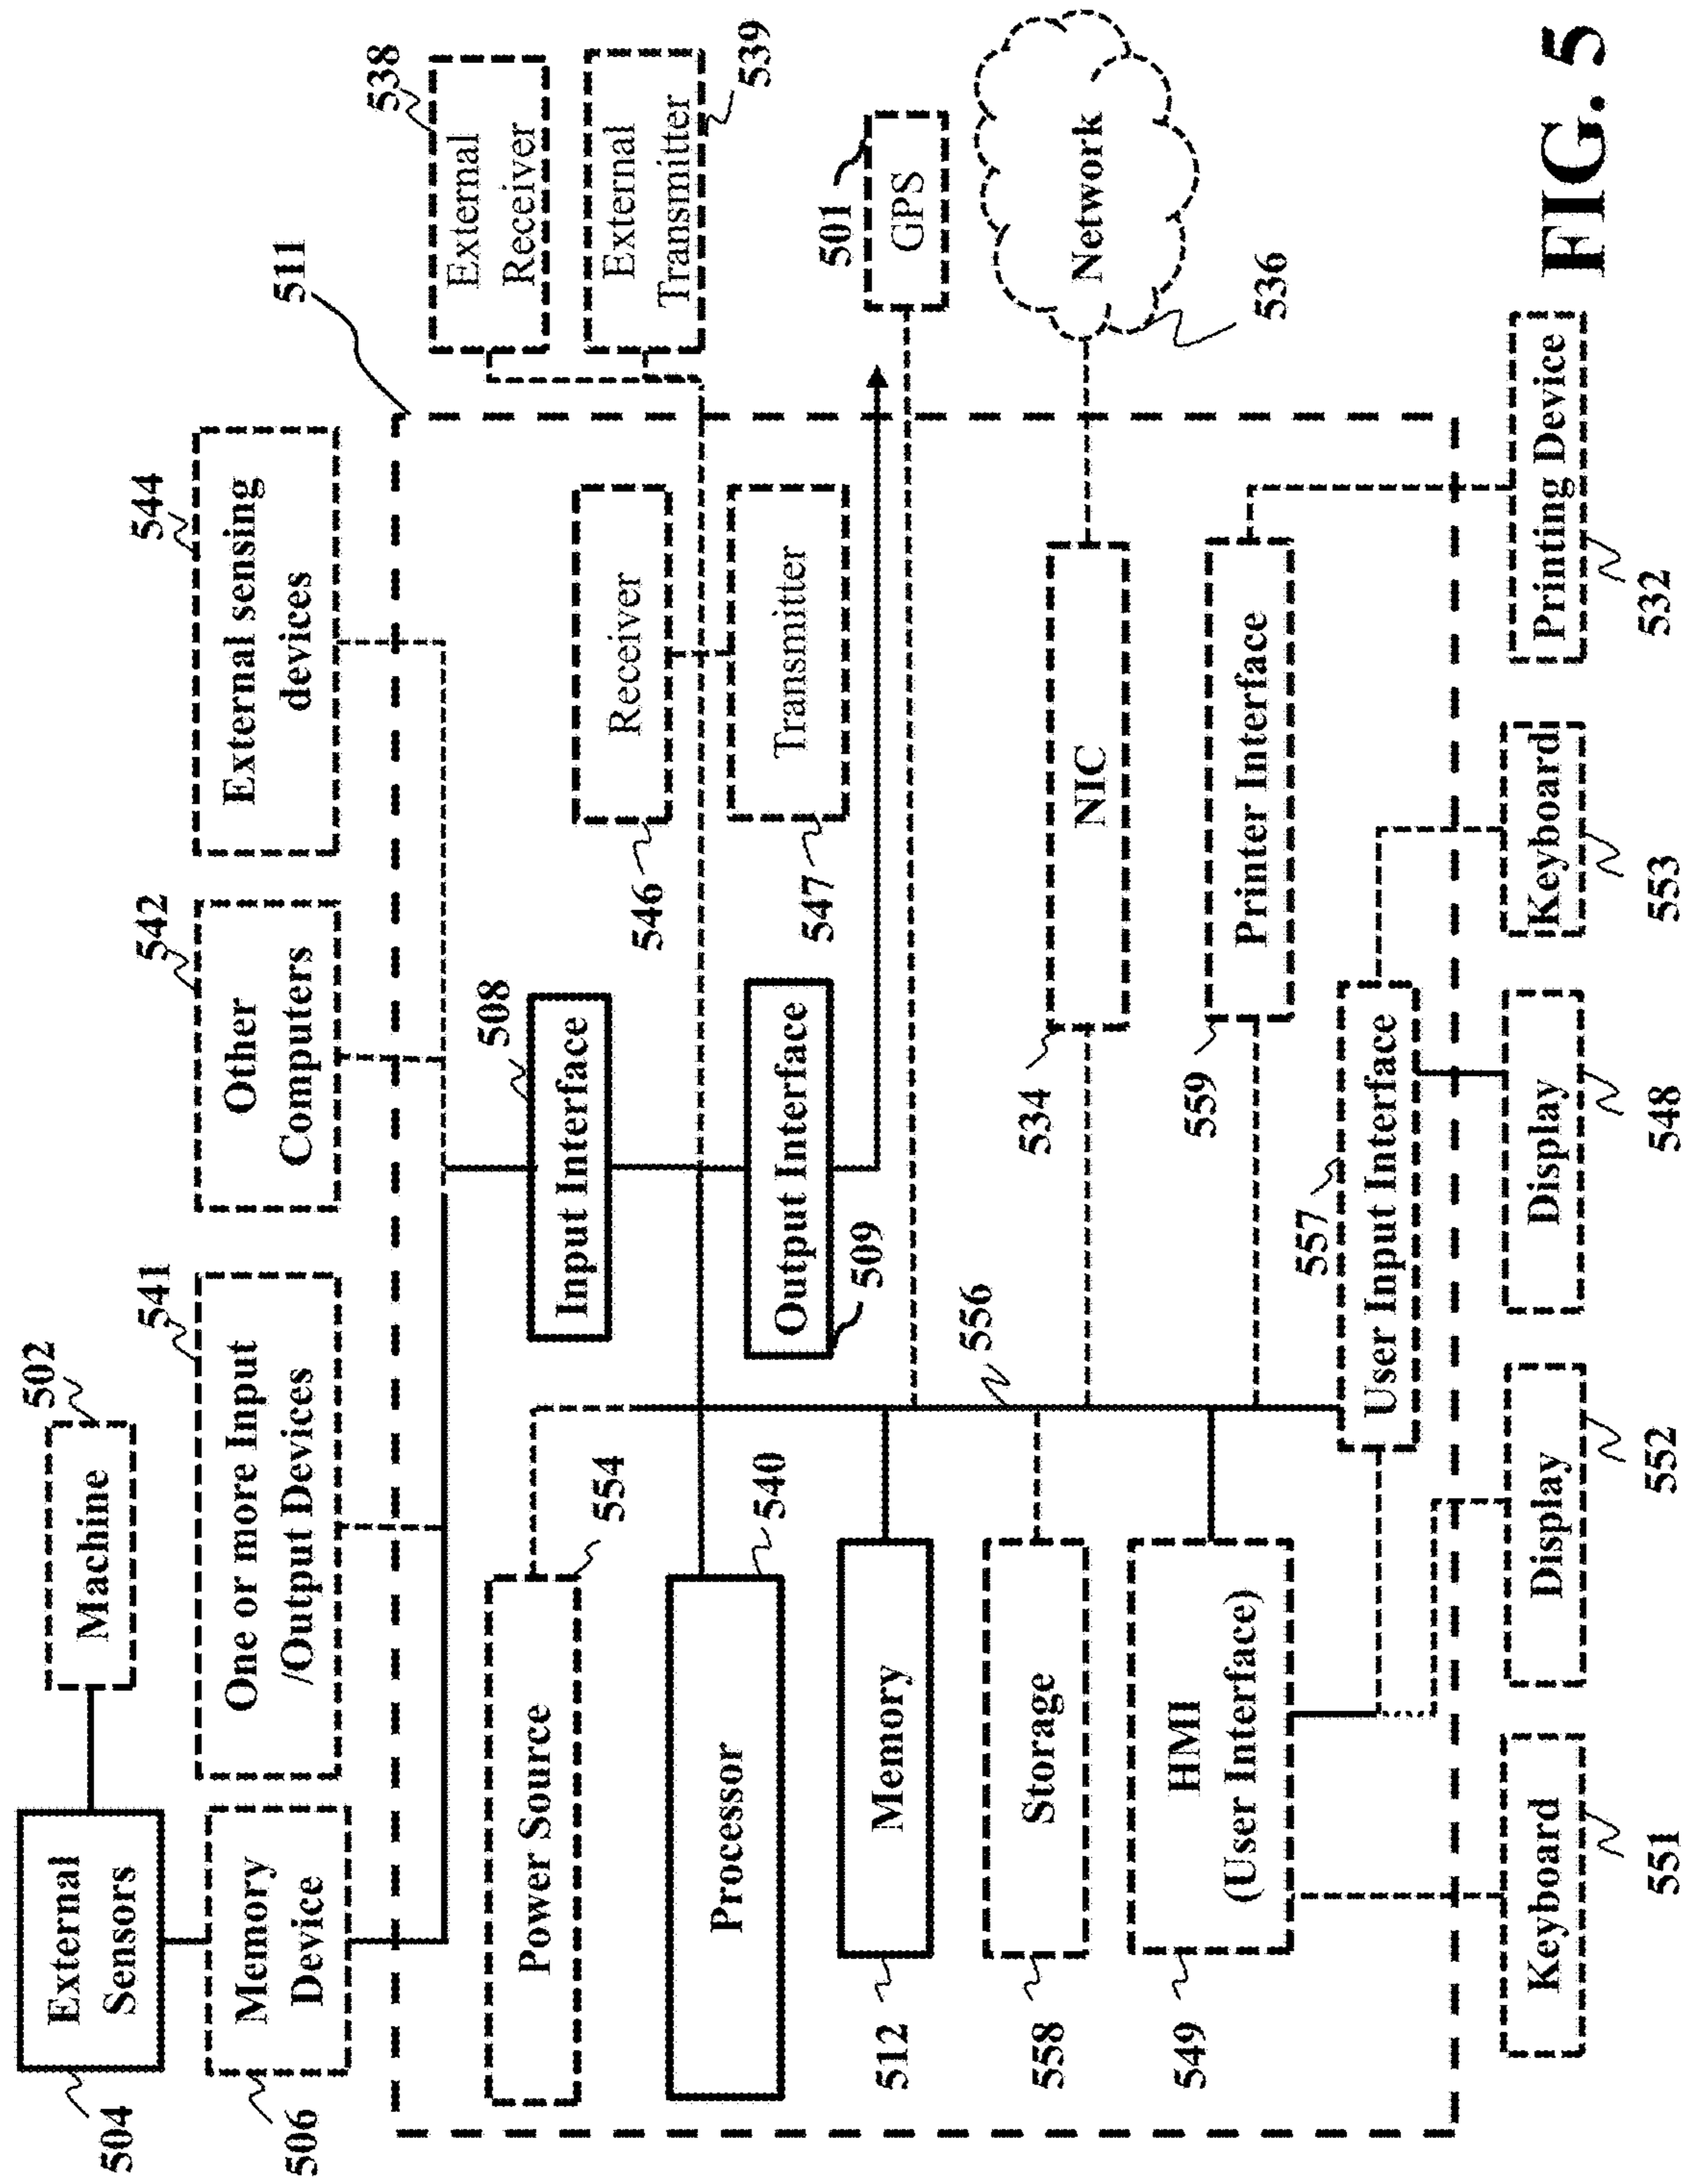 502
Machine
504
External
Sensors
506
Memory
Device
541
One or more Input
/Output Devices
542
Other
Computers
544
External sensing
devices
511
538
External
Receiver
539
External
Transmitter
554
Power Source
508
Input Interface
546
Receiver
540
Processor
509
Output Interface
547
Transmitter
501
GPS
512
Memory
556
558
Storage
534
NIC
Network
536
549
HMI
(User Interface)
559
Printer Interface
557
User Input Interface
Keyboard
551
Display
552
Display
548
Keyboard
553
Printing Device
532
FIG. 5